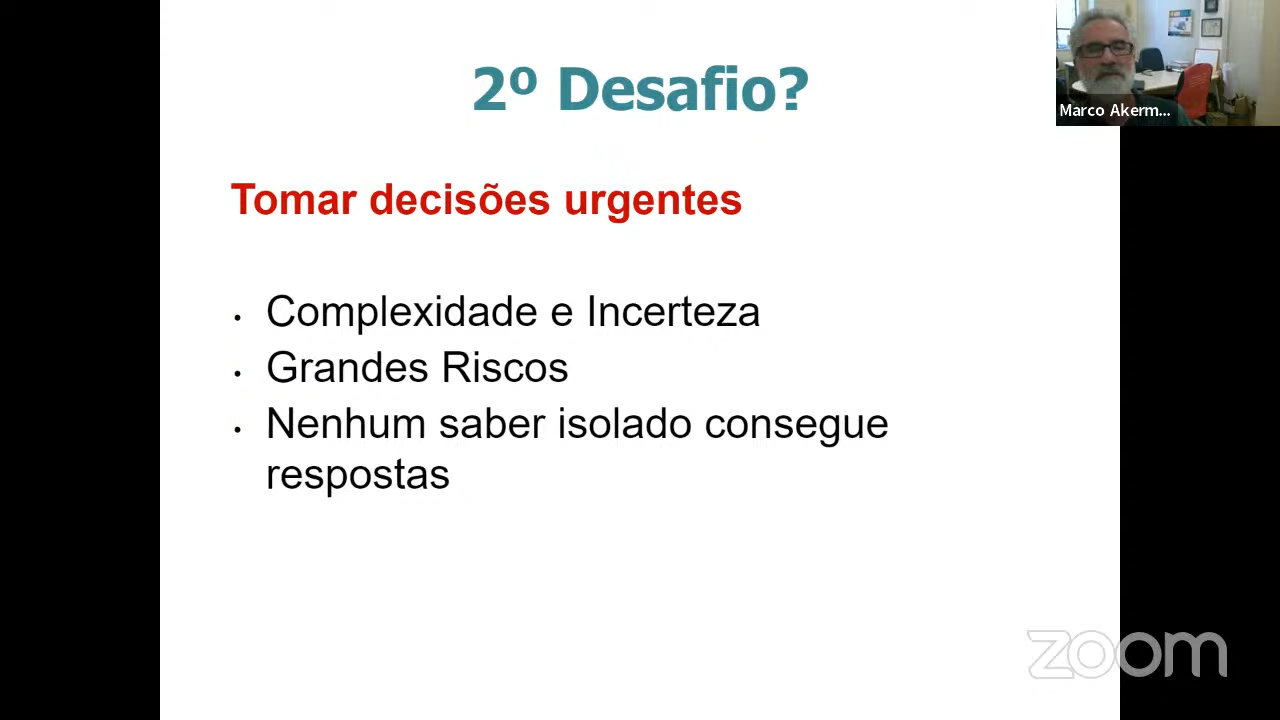 2º Desafio?
Marco Akerm...
Tomar decisões urgentes
• Complexidade e Incerteza
• Grandes Riscos
• Nenhum saber isolado consegue
respostas
zoom